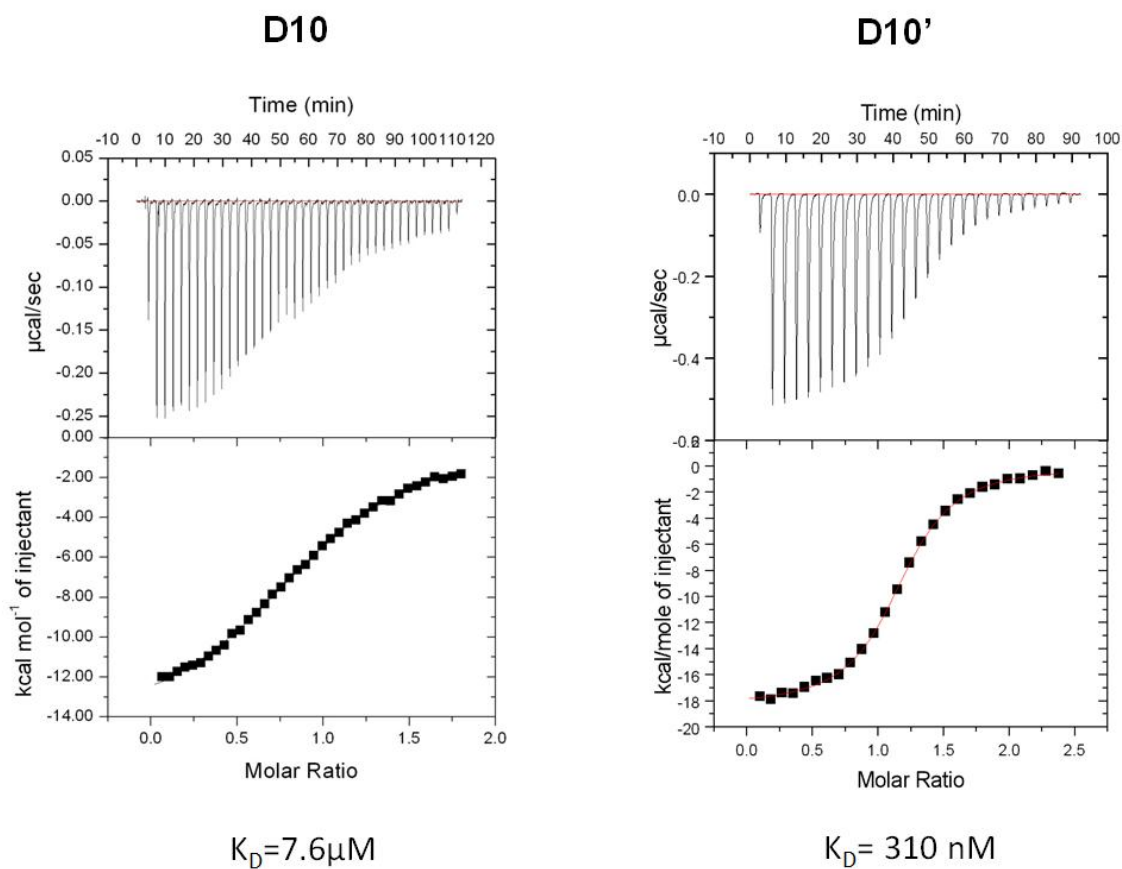 D10
Time (min)
-10 0 10 20 30 40 50 60 70 80 90 100 110 120
0.05
0.00
-0.05
-0.10
-0.15
-0.20
-0.25
µcal/sec
0.00
-2.00
-4.00
-6.00
-8.00
-10.00
-12.00
-14.00
kcal mol⁻¹ of injectant
0.0 0.5 1.0 1.5 2.0
Molar Ratio
K_D=7.6µM
D10’
Time (min)
-10 0 10 20 30 40 50 60 70 80 90 100
0.0
-0.2
-0.4
µcal/sec
0
-2
-4
-6
-8
-10
-12
-14
-16
-18
-20
kcal/mole of injectant
0.0 0.5 1.0 1.5 2.0 2.5
Molar Ratio
K_D= 310 nM